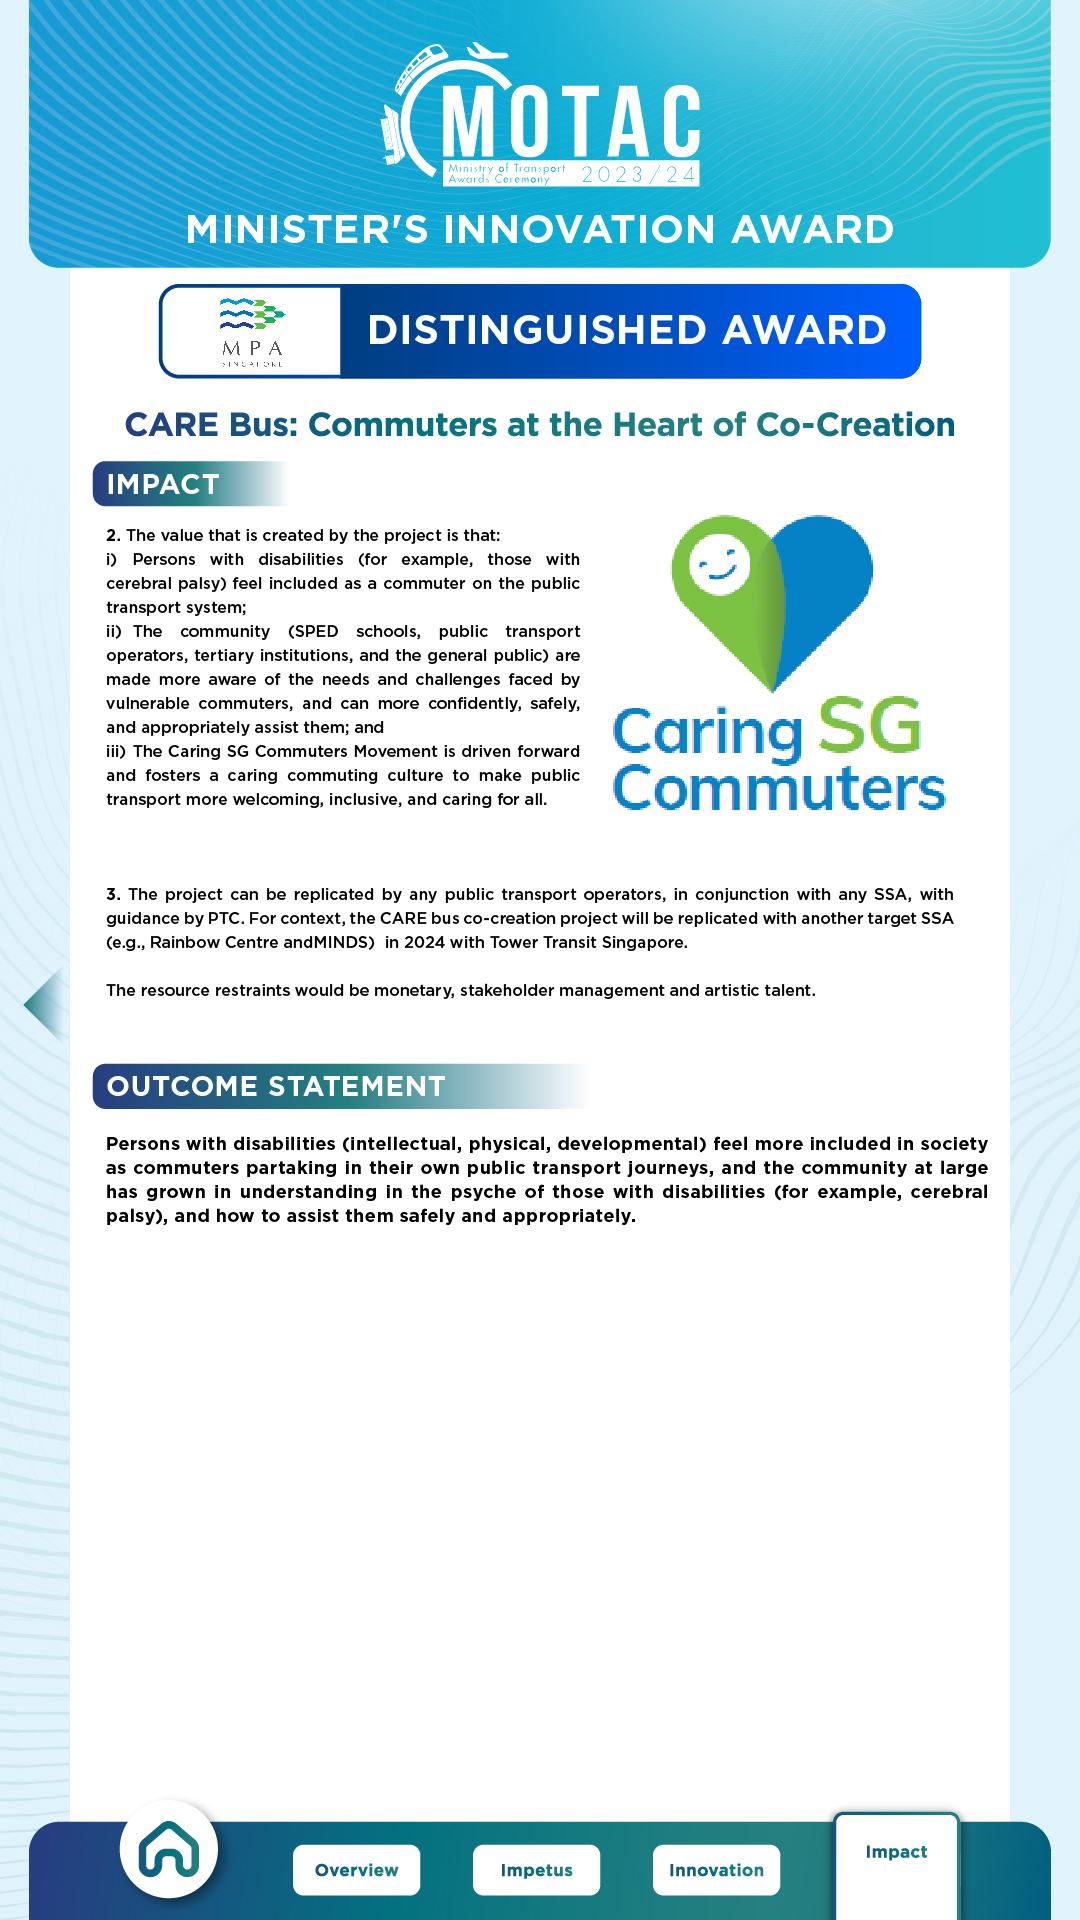 MOTAC
Ministry of Transport
Awards Ceremony 2023/24
MINISTER'S INNOVATION AWARD
MPA
SINGAPORE
DISTINGUISHED AWARD
CARE Bus: Commuters at the Heart of Co-Creation
IMPACT
2. The value that is created by the project is that:
i) Persons with disabilities (for example, those with
cerebral palsy) feel included as a commuter on the public
transport system;
ii) The community (SPED schools, public transport
operators, tertiary institutions, and the general public) are
made more aware of the needs and challenges faced by
vulnerable commuters, and can more confidently, safely,
and appropriately assist them; and
iii) The Caring SG Commuters Movement is driven forward
and fosters a caring commuting culture to make public
transport more welcoming, inclusive, and caring for all.
Caring SG
Commuters
3. The project can be replicated by any public transport operators, in conjunction with any SSA, with
guidance by PTC. For context, the CARE bus co-creation project will be replicated with another target SSA
(e.g., Rainbow Centre andMINDS)  in 2024 with Tower Transit Singapore.
The resource restraints would be monetary, stakeholder management and artistic talent.
OUTCOME STATEMENT
Persons with disabilities (intellectual, physical, developmental) feel more included in society
as commuters partaking in their own public transport journeys, and the community at large
has grown in understanding in the psyche of those with disabilities (for example, cerebral
palsy), and how to assist them safely and appropriately.
Overview
Impetus
Innovation
Impact